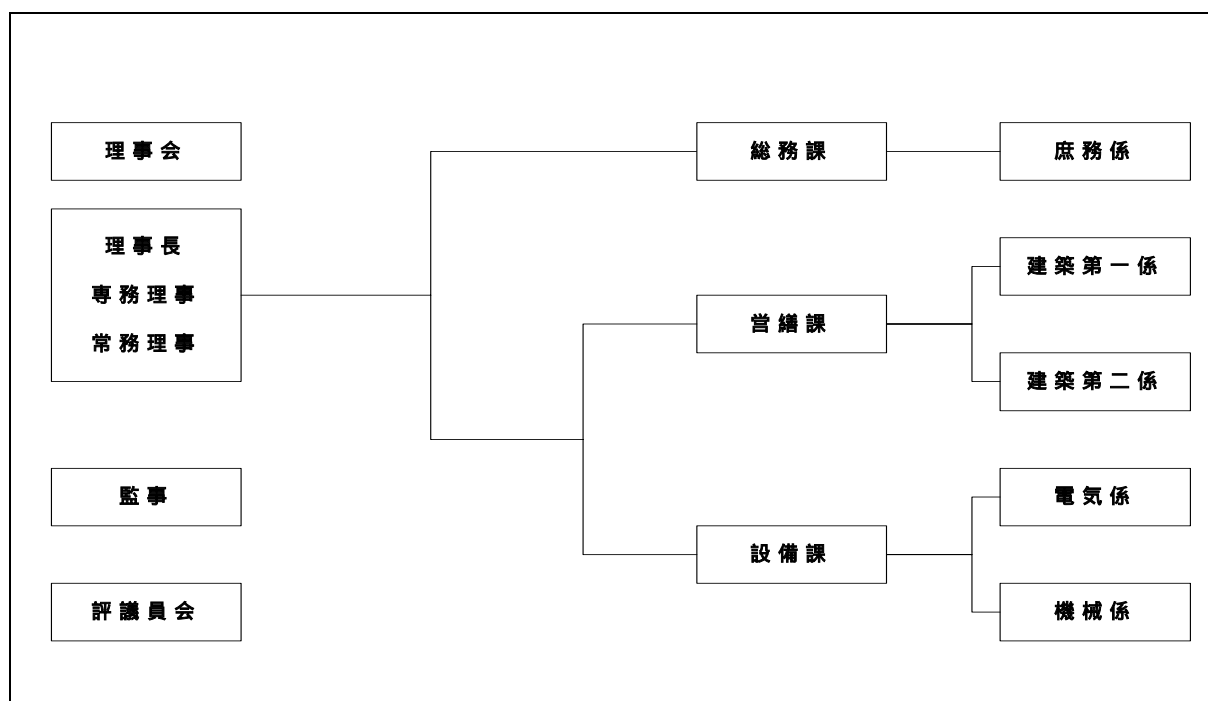 理事会
理事長
専務理事
常務理事
監事
評議員会
総務課
営繕課
設備課
庶務係
建築第一係
建築第二係
電気係
機械係